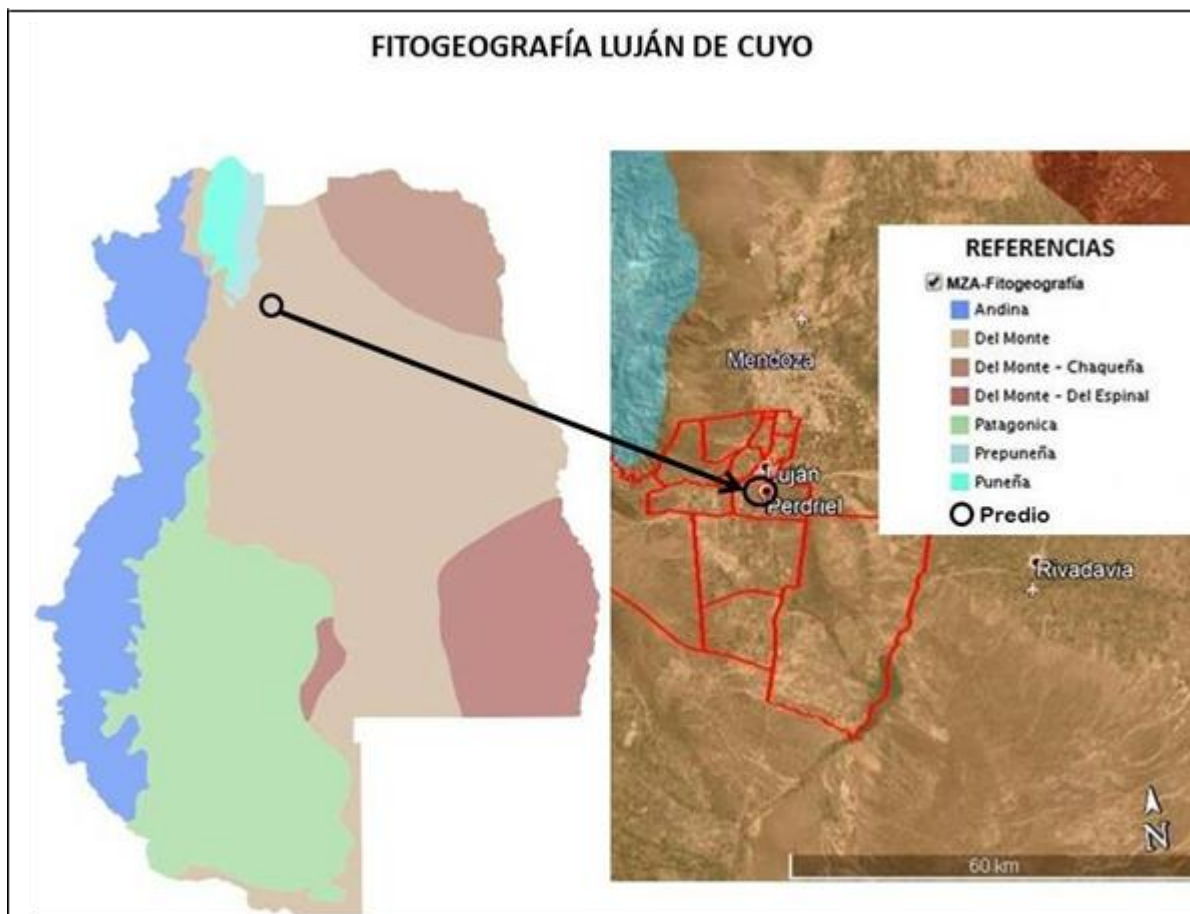 FITOGEOGRAFÍA LUJÁN DE CUYO
REFERENCIAS
MZA-Fitogeografía
Andina
Del Monte
Del Monte - Chaqueña
Del Monte - Del Espinal
Patagonica
Prepuneña
Puneña
Predio
Mendoza
Luján
Perdriel
Rivadavia
N
60 km